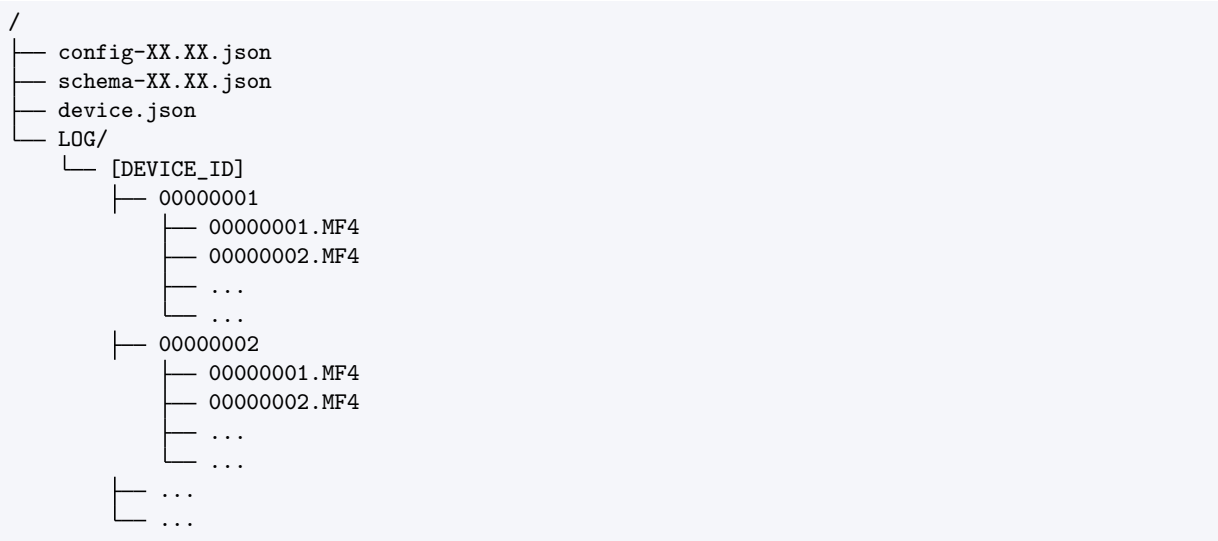 /
├── config-XX.XX.json
├── schema-XX.XX.json
├── device.json
└── LOG/
    └── [DEVICE_ID]
        ├── 00000001
            ├── 00000001.MF4
            ├── 00000002.MF4
            ├── ...
            └── ...
        ├── 00000002
            ├── 00000001.MF4
            ├── 00000002.MF4
            ├── ...
            └── ...
        ├── ...
        └── ...